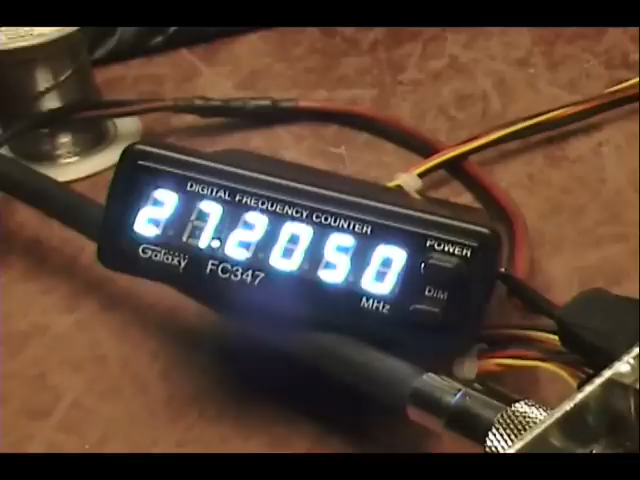 DIGITAL FREQUENCY COUNTER
27.2050
POWER
Galaxy FC347
DIM
MHz